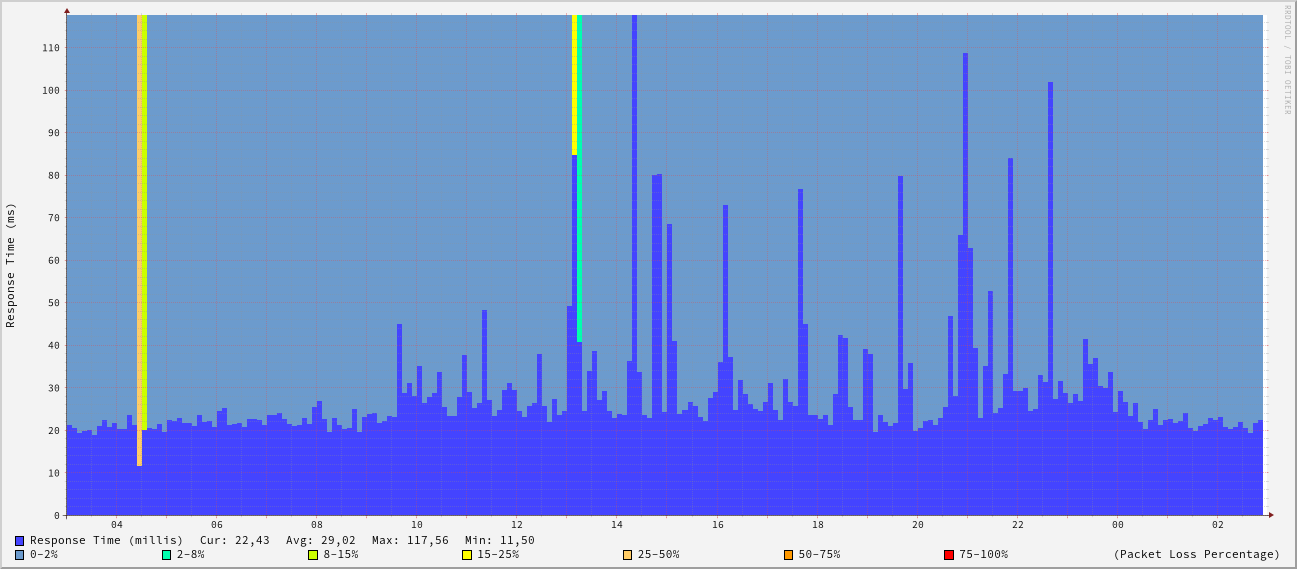 RRDTOOL / TOBI OETIKER
Response Time (ms)
110
100
90
80
70
60
50
40
30
20
10
0
04 06 08 10 12 14 16 18 20 22 00 02
Response Time (millis) Cur: 22,43 Avg: 29,02 Max: 117,56 Min: 11,50
0-2% 2-8% 8-15% 15-25% 25-50% 50-75% 75-100% (Packet Loss Percentage)